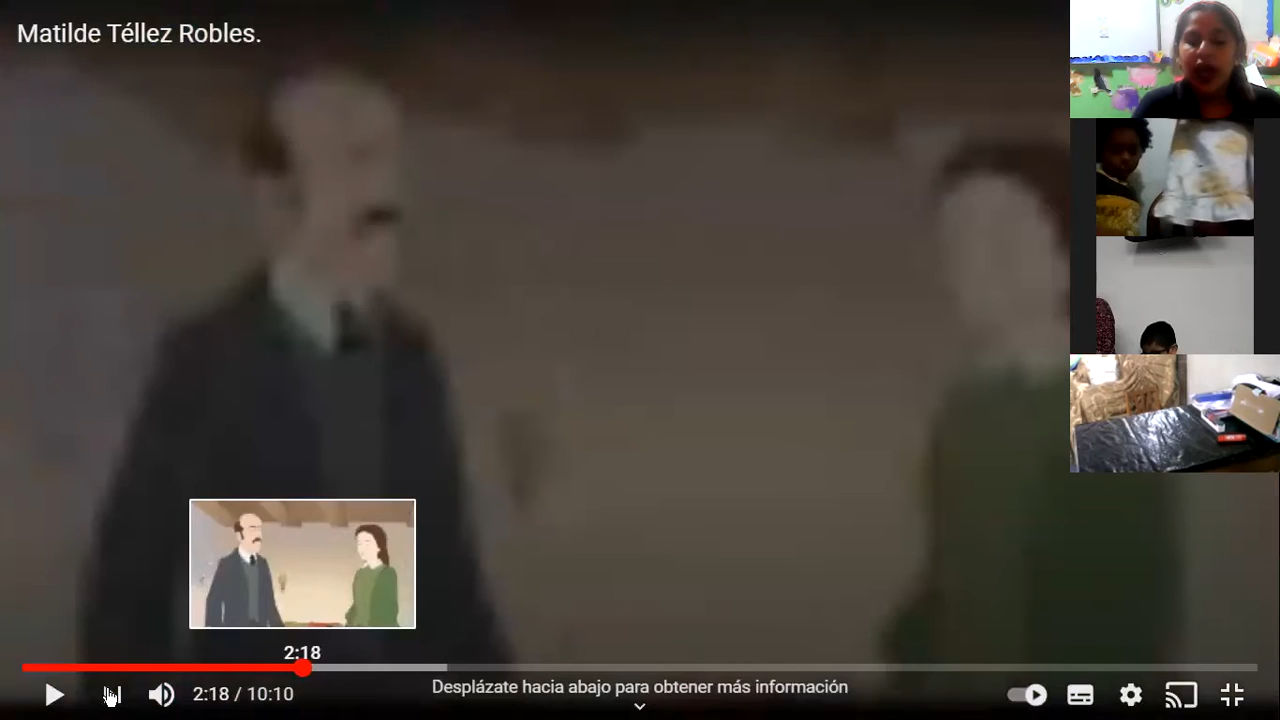 Matilde Téllez Robles.
2:18
2:18 / 10:10
Desplázate hacia abajo para obtener más información